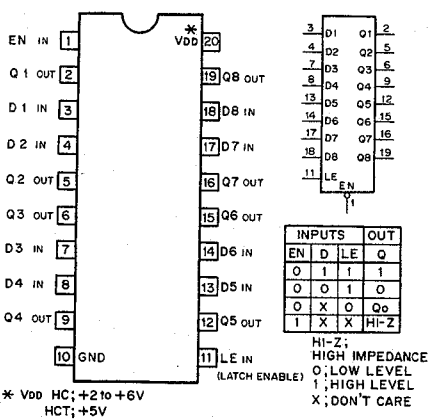 EN IN 1
Q1 OUT 2
D1 IN 3
D2 IN 4
Q2 OUT 5
Q3 OUT 6
D3 IN 7
D4 IN 8
Q4 OUT 9
10 GND
* VDD 20
19 Q8 OUT
18 D8 IN
17 D7 IN
16 Q7 OUT
15 Q6 OUT
14 D6 IN
13 D5 IN
12 Q5 OUT
11 LE IN
(LATCH ENABLE)
* VDD HC; +2 to +6V
HCT; +5V
3 D1 Q1 2
4 D2 Q2 5
7 D3 Q3 6
8 D4 Q4 9
13 D5 Q5 12
14 D6 Q6 15
17 D7 Q7 16
18 D8 Q8 19
11 LE
EN
1
INPUTS OUT
EN D LE Q
0 1 1 1
0 0 1 0
0 X 0 Qo
1 X X Hi-Z
HI-Z;
HIGH IMPEDANCE
0; LOW LEVEL
1; HIGH LEVEL
X; DON'T CARE